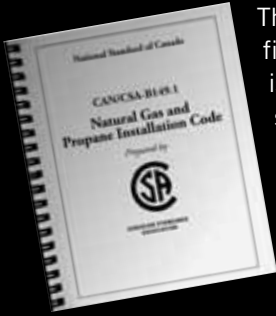 National Standard of Canada
CAN/CSA-B149.1
Natural Gas and
Propane Installation Code
Prepared by
CSA
Th
fi
i
s